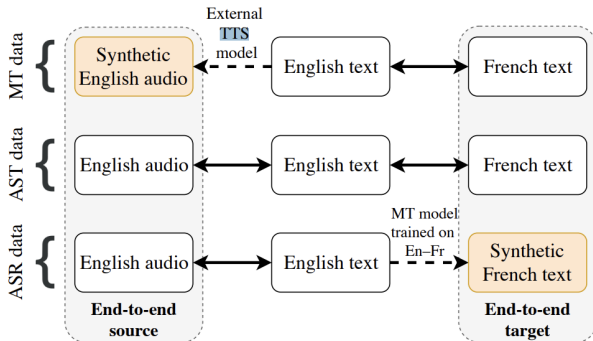 External
TTS
model
MT data
Synthetic
English audio
English text
French text
AST data
English audio
English text
French text
MT model
trained on
En–Fr
ASR data
English audio
English text
Synthetic
French text
End-to-end
source
End-to-end
target